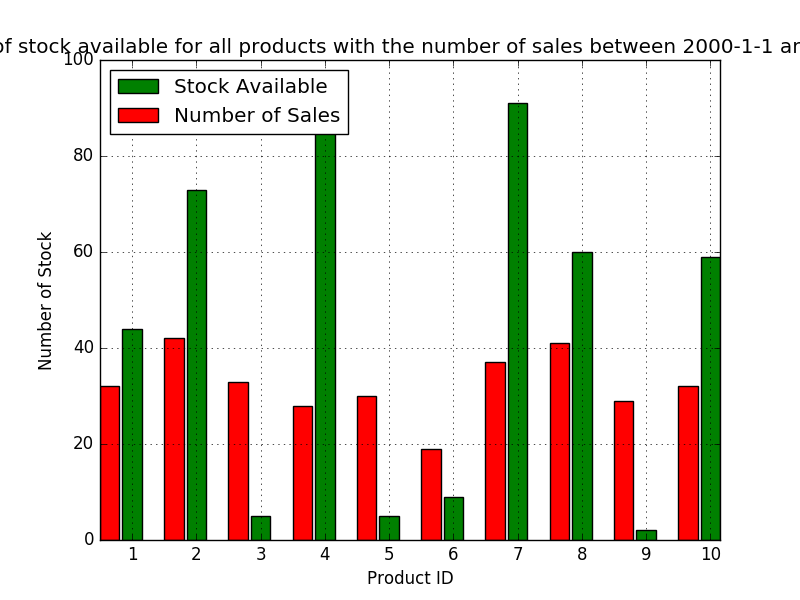 of stock available for all products with the number of sales between 2000-1-1
Stock Available
Number of Sales
Number of Stock
100
80
60
40
20
0
1 2 3 4 5 6 7 8 9 10
Product ID